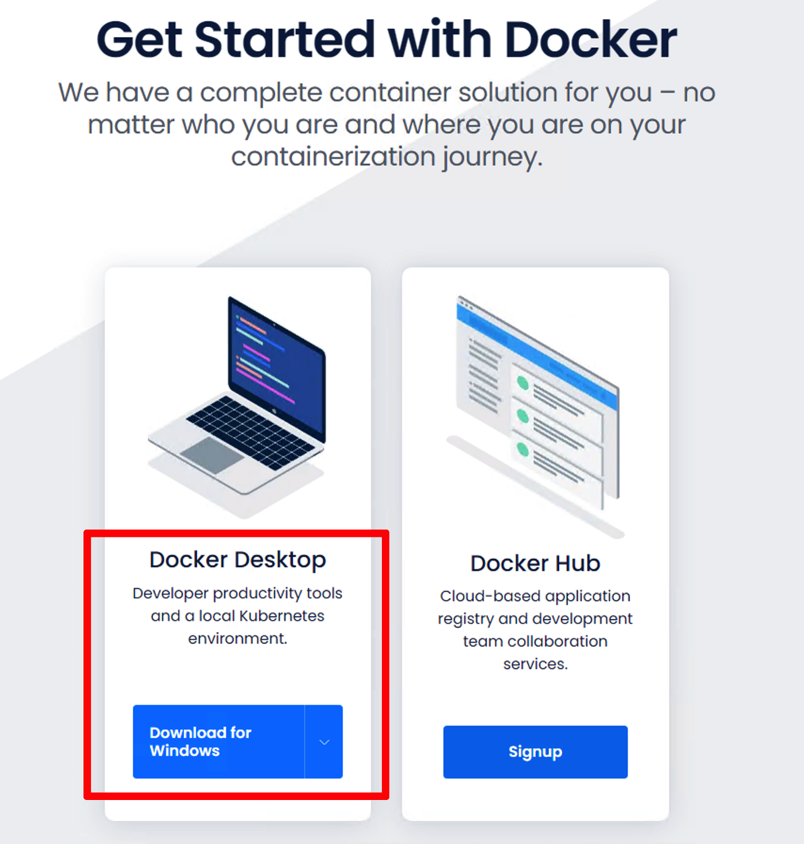 Get Started with Docker
We have a complete container solution for you – no
matter who you are and where you are on your
containerization journey.
Docker Desktop
Developer productivity tools
and a local Kubernetes
environment.
Download for
Windows
Docker Hub
Cloud-based application
registry and development
team collaboration
services.
Signup